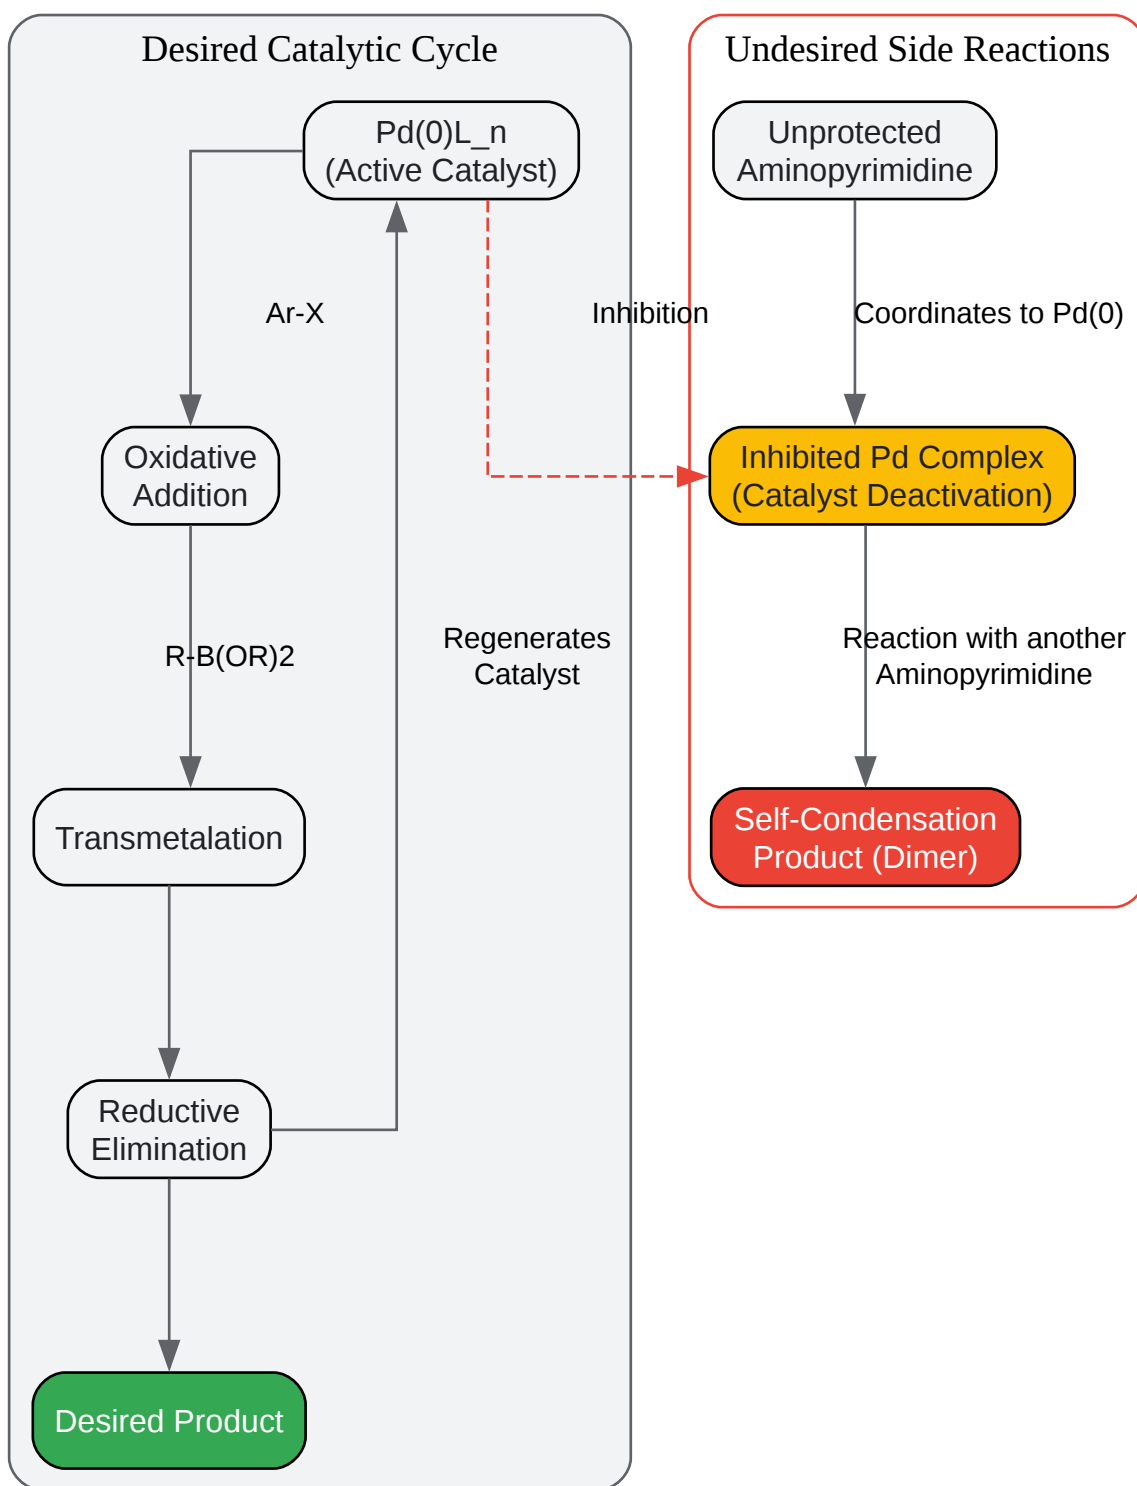 Desired Catalytic Cycle
Pd(0)L_n
(Active Catalyst)
Ar-X
Oxidative
Addition
R-B(OR)2
Regenerates
Catalyst
Transmetalation
Reductive
Elimination
Desired Product
Inhibition
Undesired Side Reactions
Unprotected
Aminopyrimidine
Coordinates to Pd(0)
Inhibited Pd Complex
(Catalyst Deactivation)
Reaction with another
Aminopyrimidine
Self-Condensation
Product (Dimer)